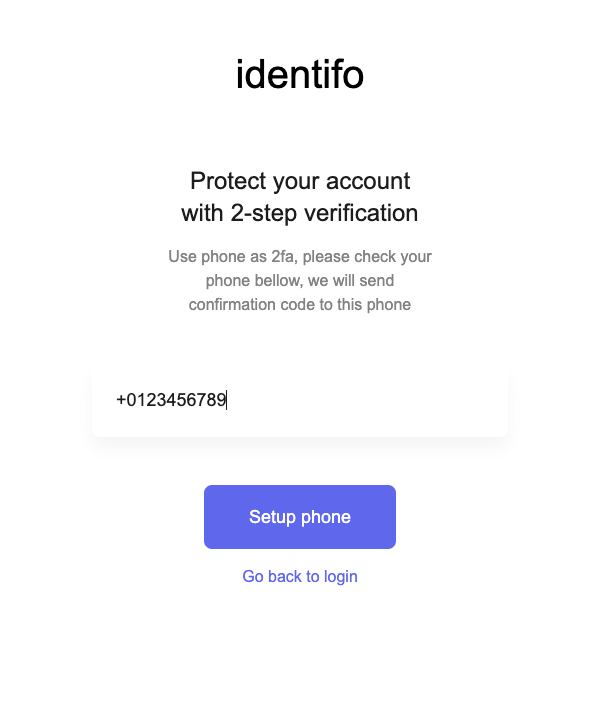 identifo
Protect your account
with 2-step verification
Use phone as 2fa, please check your
phone bellow, we will send
confirmation code to this phone
+0123456789
Setup phone
Go back to login